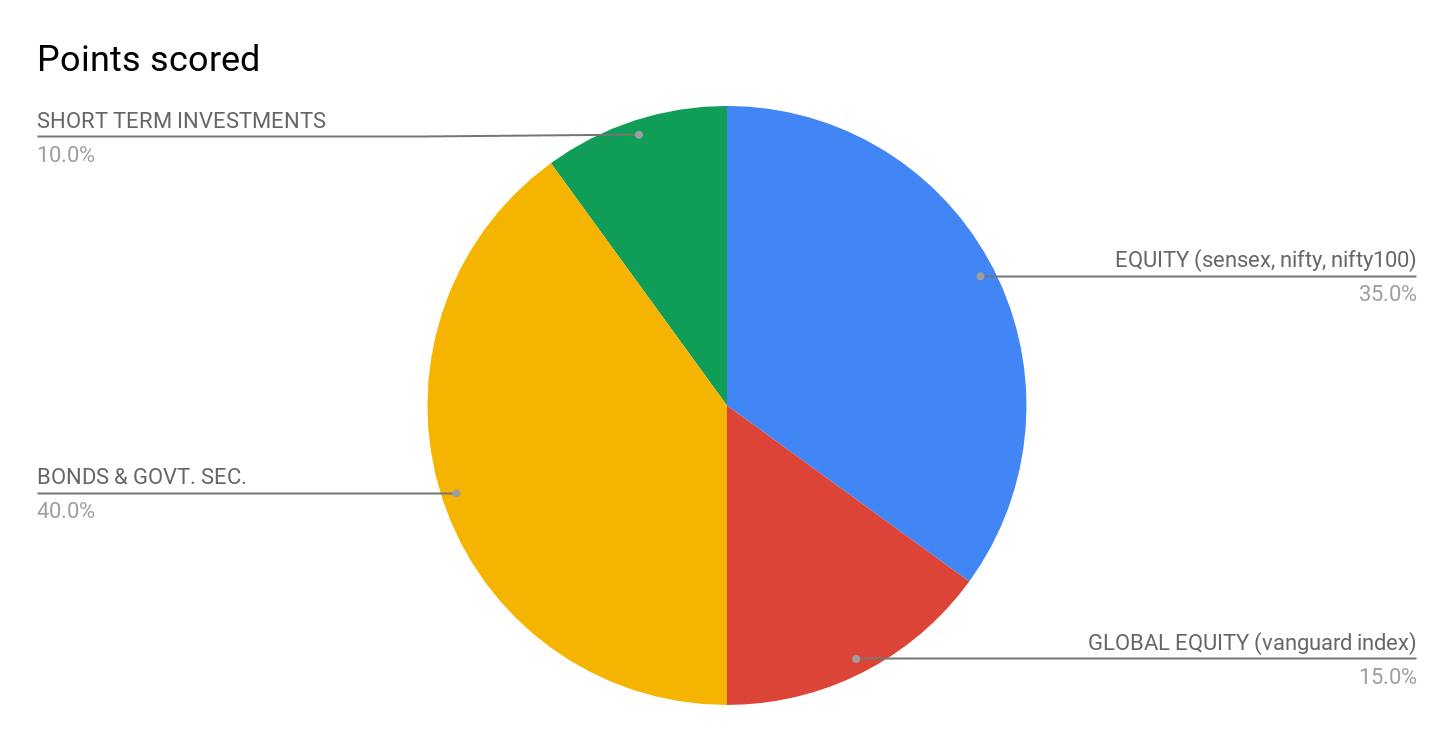 Points scored
SHORT TERM INVESTMENTS
10.0%
EQUITY (sensex, nifty, nifty100)
35.0%
BONDS & GOVT. SEC.
40.0%
GLOBAL EQUITY (vanguard index)
15.0%